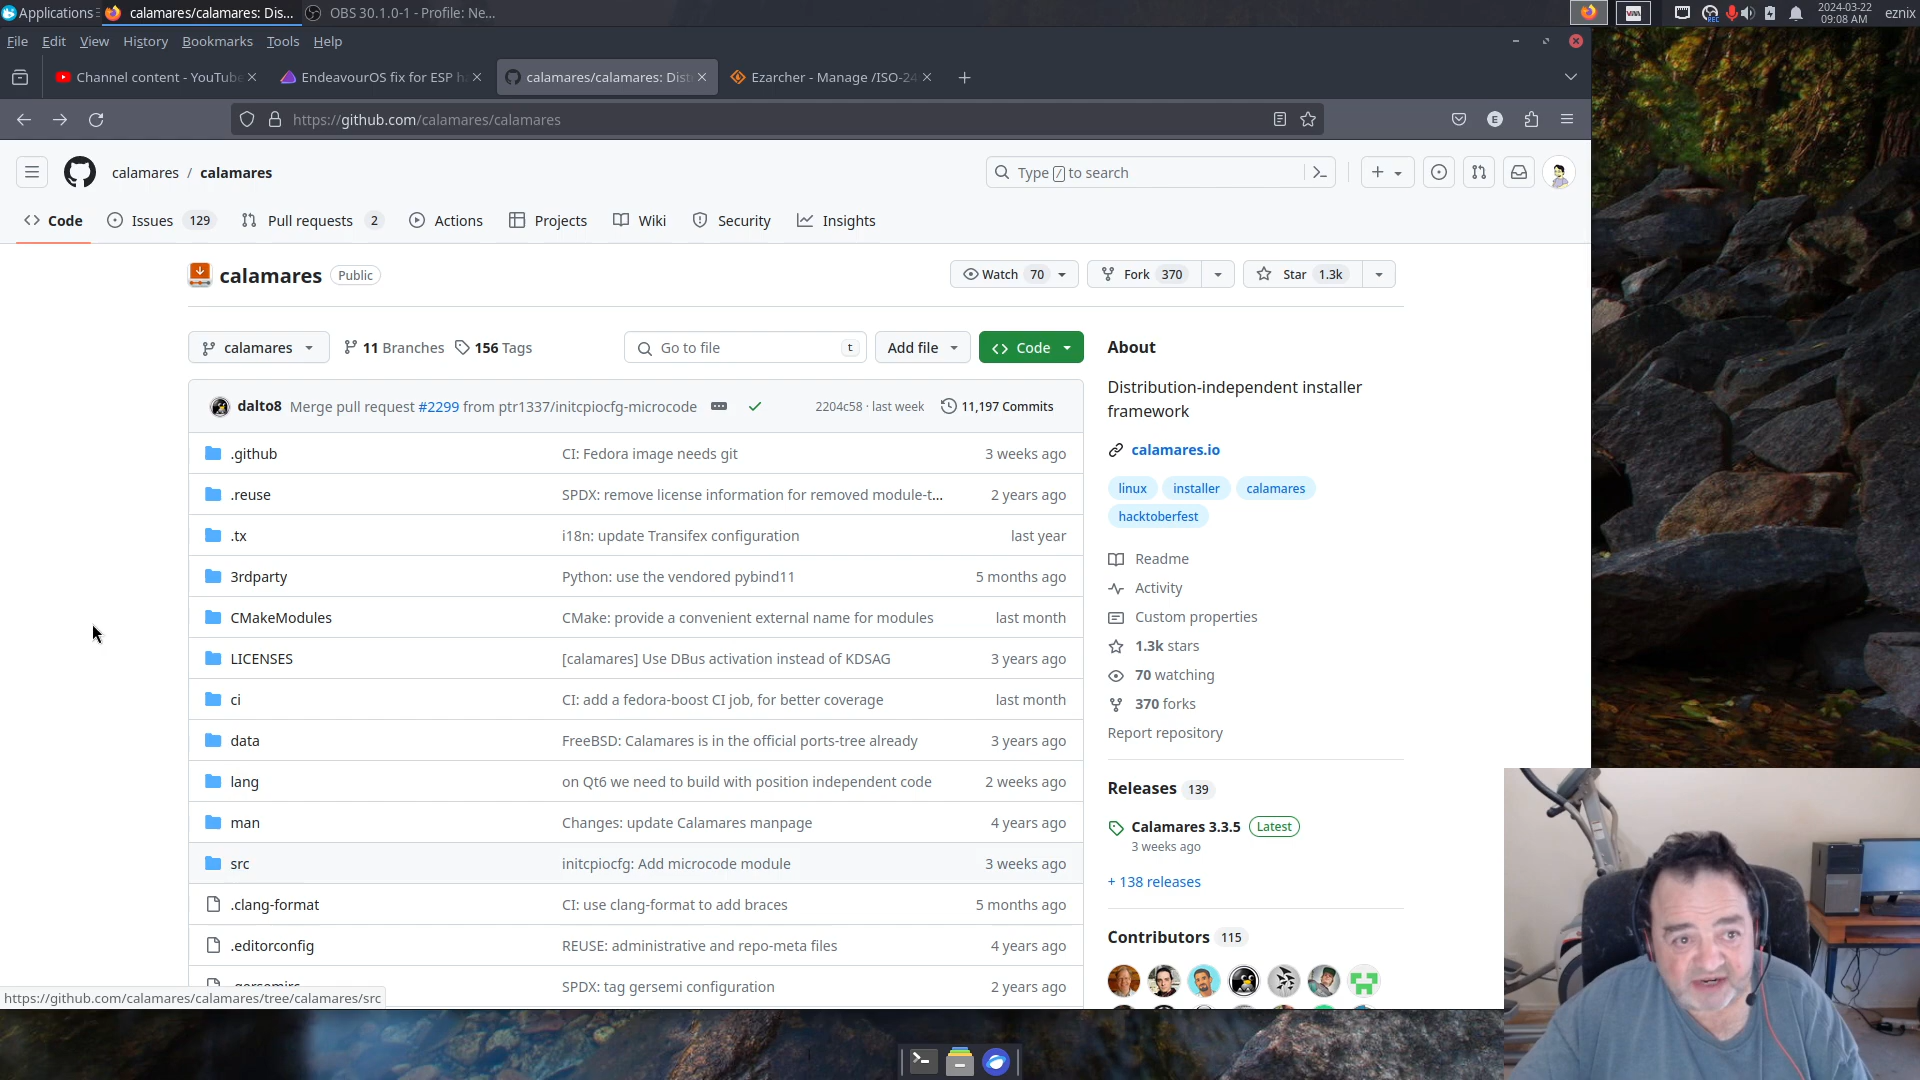 Applications
calamares/calamares: Dis...
OBS 30.1.0-1 - Profile: Ne...
REC
2024-03-22
09:08 AM
eznix
File Edit View History Bookmarks Tools Help
Channel content - YouTube
EndeavourOS fix for ESP h
calamares/calamares: Dist
Ezarcher - Manage /ISO-24
https://github.com/calamares/calamares
E
calamares / calamares
Type / to search
Code
Issues 129
Pull requests 2
Actions
Projects
Wiki
Security
Insights
calamares Public
Watch 70
Fork 370
Star 1.3k
calamares
11 Branches
156 Tags
Go to file t
Add file
Code
dalto8 Merge pull request #2299 from ptr1337/initcpiocfg-microcode
2204c58 · last week
11,197 Commits
.github CI: Fedora image needs git 3 weeks ago
.reuse SPDX: remove license information for removed module-t... 2 years ago
.tx i18n: update Transifex configuration last year
3rdparty Python: use the vendored pybind11 5 months ago
CMakeModules CMake: provide a convenient external name for modules last month
LICENSES [calamares] Use DBus activation instead of KDSAG 3 years ago
ci CI: add a fedora-boost CI job, for better coverage last month
data FreeBSD: Calamares is in the official ports-tree already 3 years ago
lang on Qt6 we need to build with position independent code 2 weeks ago
man Changes: update Calamares manpage 4 years ago
src initcpiocfg: Add microcode module 3 weeks ago
.clang-format CI: use clang-format to add braces 5 months ago
.editorconfig REUSE: administrative and repo-meta files 4 years ago
SPDX: tag gersemi configuration 2 years ago
https://github.com/calamares/calamares/tree/calamares/src
About
Distribution-independent installer
framework
calamares.io
linux installer calamares
hacktoberfest
Readme
Activity
Custom properties
1.3k stars
70 watching
370 forks
Report repository
Releases 139
Calamares 3.3.5 Latest
3 weeks ago
+ 138 releases
Contributors 115